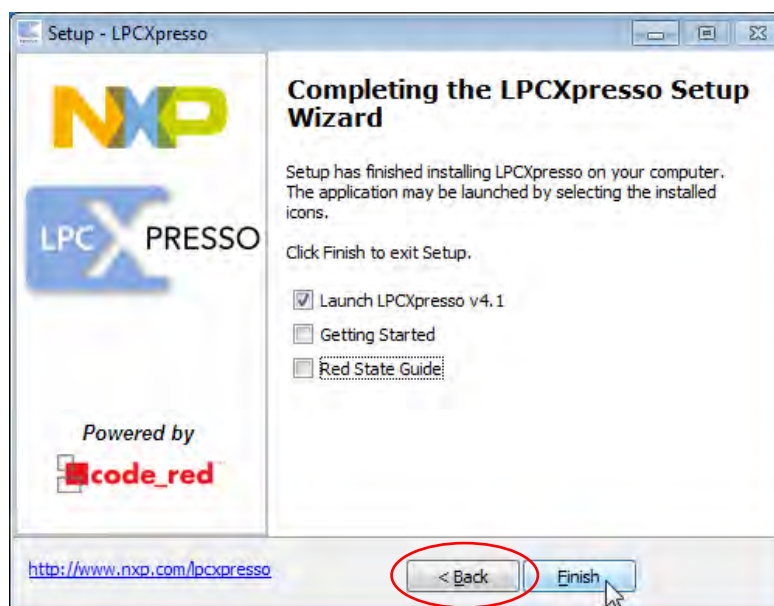 Setup - LPCXpresso
NXP
LPC XPRESSO
Powered by
code_red
Completing the LPCXpresso Setup
Wizard
Setup has finished installing LPCXpresso on your computer.
The application may be launched by selecting the installed
icons.
Click Finish to exit Setup.
Launch LPCXpresso v4.1
Getting Started
Red State Guide
http://www.nxp.com/lpcxpresso
< Back
Finish